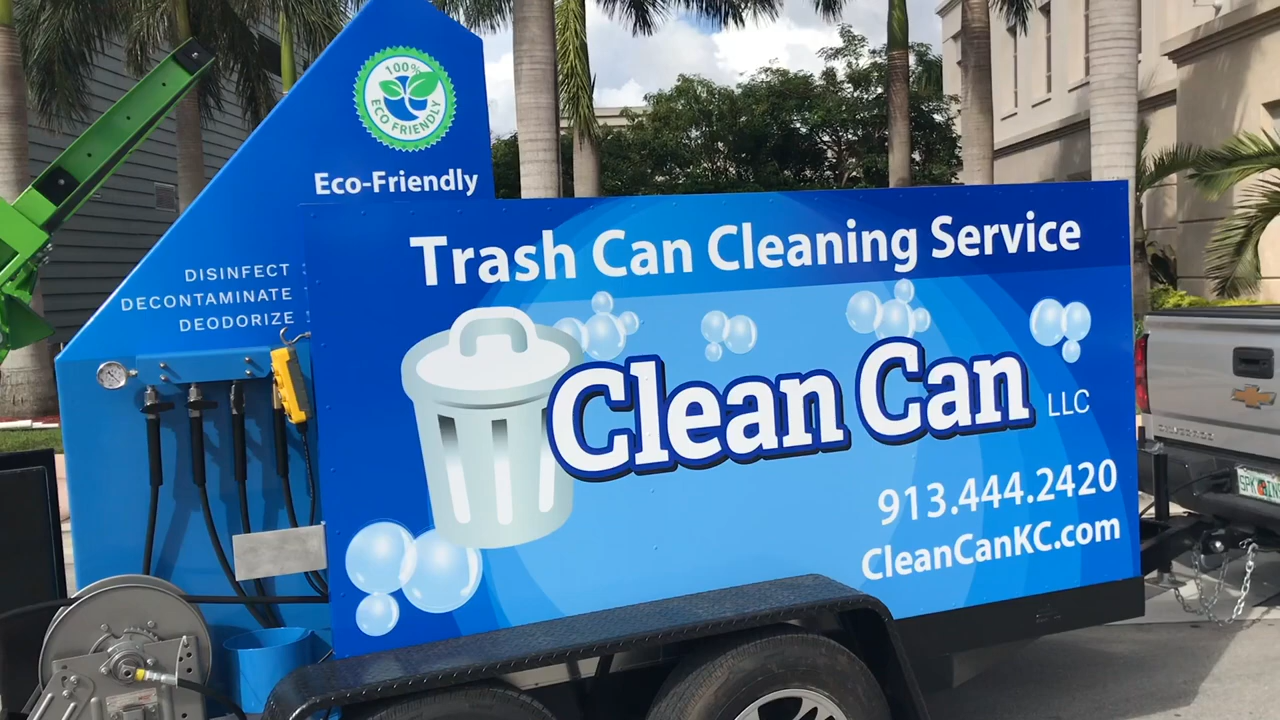 100%
ECO FRIENDLY
Eco-Friendly
DISINFECT
DECONTAMINATE
DEODORIZE
Trash Can Cleaning Service
Clean Can LLC
913.444.2420
CleanCanKC.com